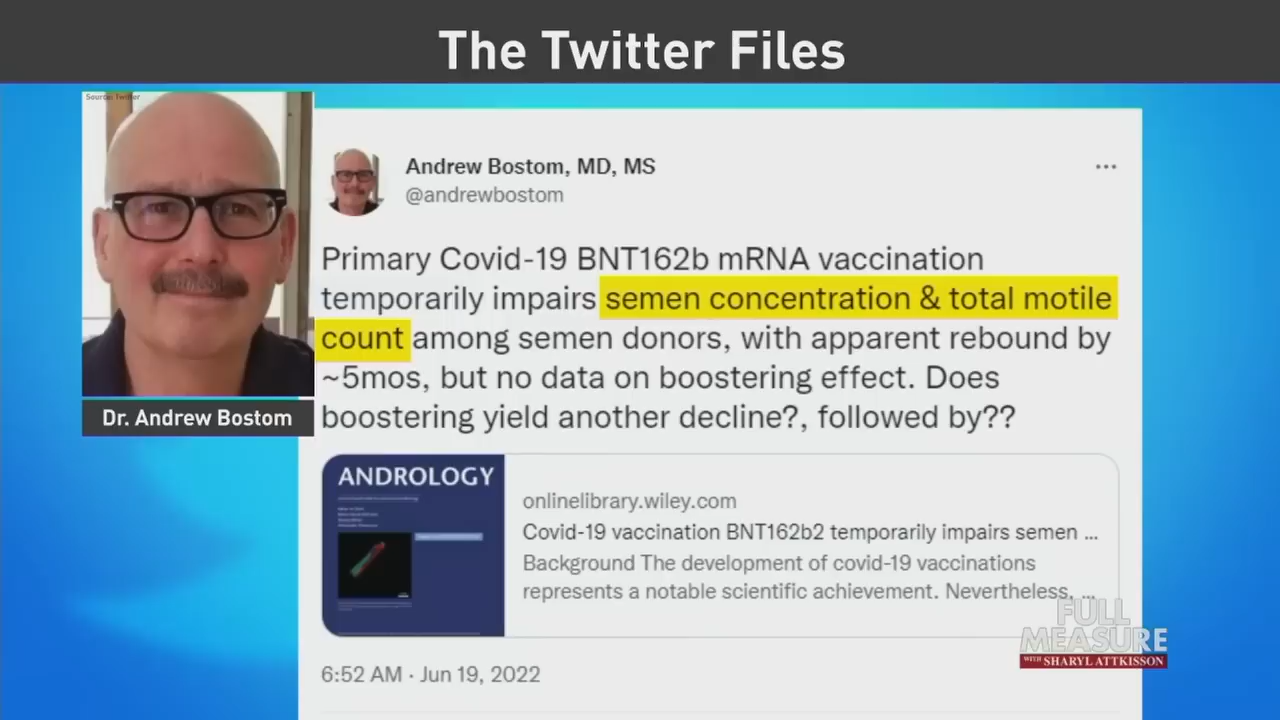 The Twitter Files
Source: Twitter
Dr. Andrew Bostom
Andrew Bostom, MD, MS
@andrewbostom
Primary Covid-19 BNT162b mRNA vaccination
temporarily impairs semen concentration & total motile
count among semen donors, with apparent rebound by
~5mos, but no data on boostering effect. Does
boostering yield another decline?, followed by??
ANDROLOGY
onlinelibrary.wiley.com
Covid-19 vaccination BNT162b2 temporarily impairs semen ...
Background The development of covid-19 vaccinations
represents a notable scientific achievement. Nevertheless, ...
6:52 AM · Jun 19, 2022
FULL
MEASURE
WITH SHARYL ATTKISSON